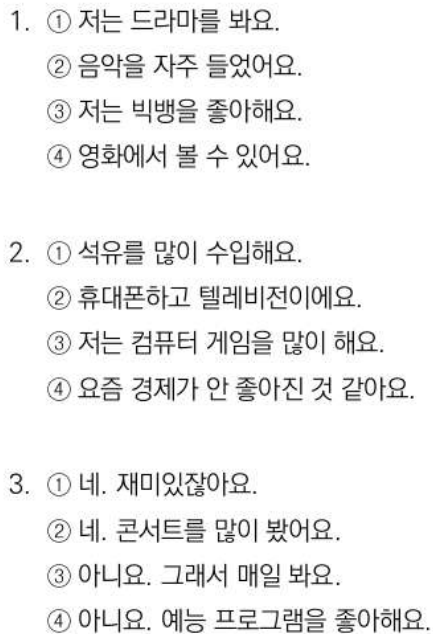 1. ① 저는 드라마를 봐요.
② 음악을 자주 들었어요.
③ 저는 빅뱅을 좋아해요.
④ 영화에서 볼 수 있어요.
2. ① 석유를 많이 수입해요.
② 휴대폰하고 텔레비전이에요.
③ 저는 컴퓨터 게임을 많이 해요.
④ 요즘 경제가 안 좋아진 것 같아요.
3. ① 네. 재미있잖아요.
② 네. 콘서트를 많이 봤어요.
③ 아니요. 그래서 매일 봐요.
④ 아니요. 예능 프로그램을 좋아해요.